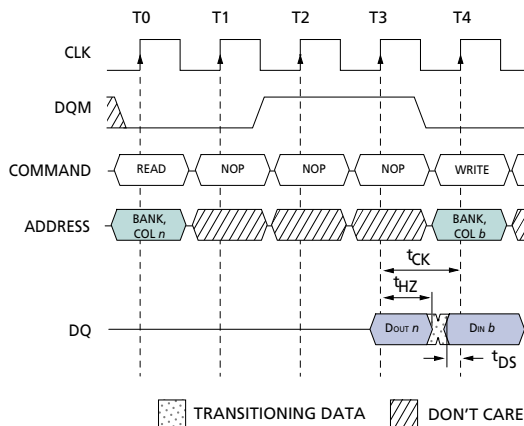 T0 T1 T2 T3 T4
CLK
DQM
COMMAND READ NOP NOP NOP WRITE
ADDRESS BANK, COL n BANK, COL b
tCK
tHZ
DQ DOUT n DIN b
tDS
TRANSITIONING DATA DON'T CARE